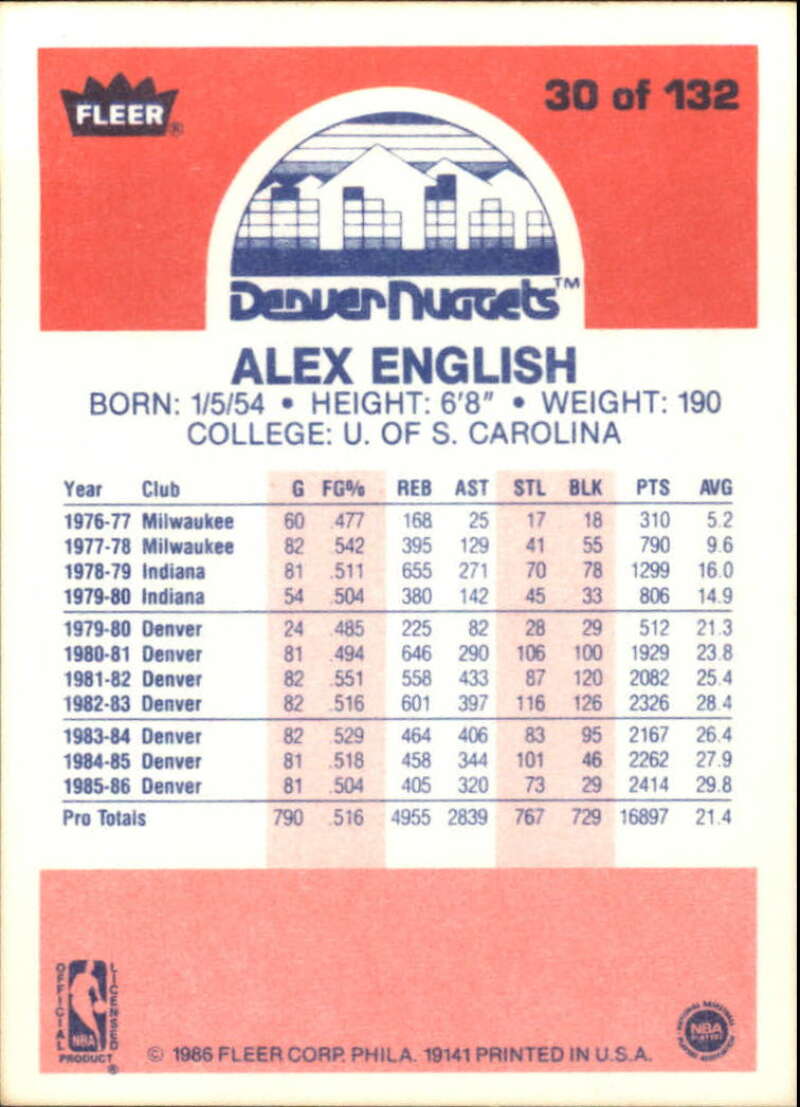 FLEER®
30 of 132
Denver Nuggets™
ALEX ENGLISH
BORN: 1/5/54 • HEIGHT: 6'8" • WEIGHT: 190
COLLEGE: U. OF S. CAROLINA
Year Club G FG% REB AST STL BLK PTS AVG
1976-77 Milwaukee 60 .477 168 25 17 18 310 5.2
1977-78 Milwaukee 82 .542 395 129 41 55 790 9.6
1978-79 Indiana 81 .511 655 271 70 78 1299 16.0
1979-80 Indiana 54 .504 380 142 45 33 806 14.9
1979-80 Denver 24 .485 225 82 28 29 512 21.3
1980-81 Denver 81 .494 646 290 106 100 1929 23.8
1981-82 Denver 82 .551 558 433 87 120 2082 25.4
1982-83 Denver 82 .516 601 397 116 126 2326 28.4
1983-84 Denver 82 .529 464 406 83 95 2167 26.4
1984-85 Denver 81 .518 458 344 101 46 2262 27.9
1985-86 Denver 81 .504 405 320 73 29 2414 29.8
Pro Totals 790 .516 4955 2839 767 729 16897 21.4
OFFICIAL
LICENSED
NBA
PRODUCT®
© 1986 FLEER CORP. PHILA. 19141 PRINTED IN U.S.A.
NATIONAL BASKETBALL
NBA
PLAYERS
PLAYERS ASSOCIATION